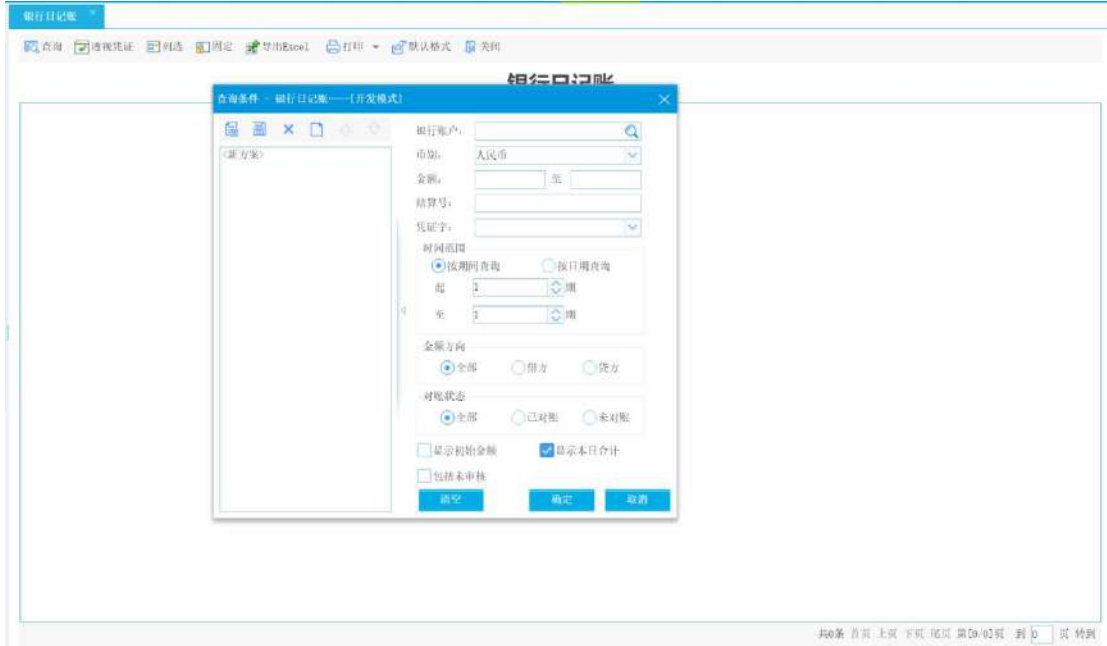 银行日记账 ×
查询 透视凭证 列选 固定 导出Excel 打印 默认格式 关闭
银行日记账
查询条件 - 银行日记账----[开发模式]
<新方案>
银行账户：
币别： 人民币
金额： 至
结算号：
凭证字：
时间范围
按期间查询 按日期查询
起 1 期
至 1 期
金额方向
全部 借方 贷方
对账状态
全部 已对账 未对账
显示初始金额 显示本日合计
包括未审核
清空 确定 取消
共0条 首页 上页 下页 尾页 第[0/0]页 到 0 页 转到